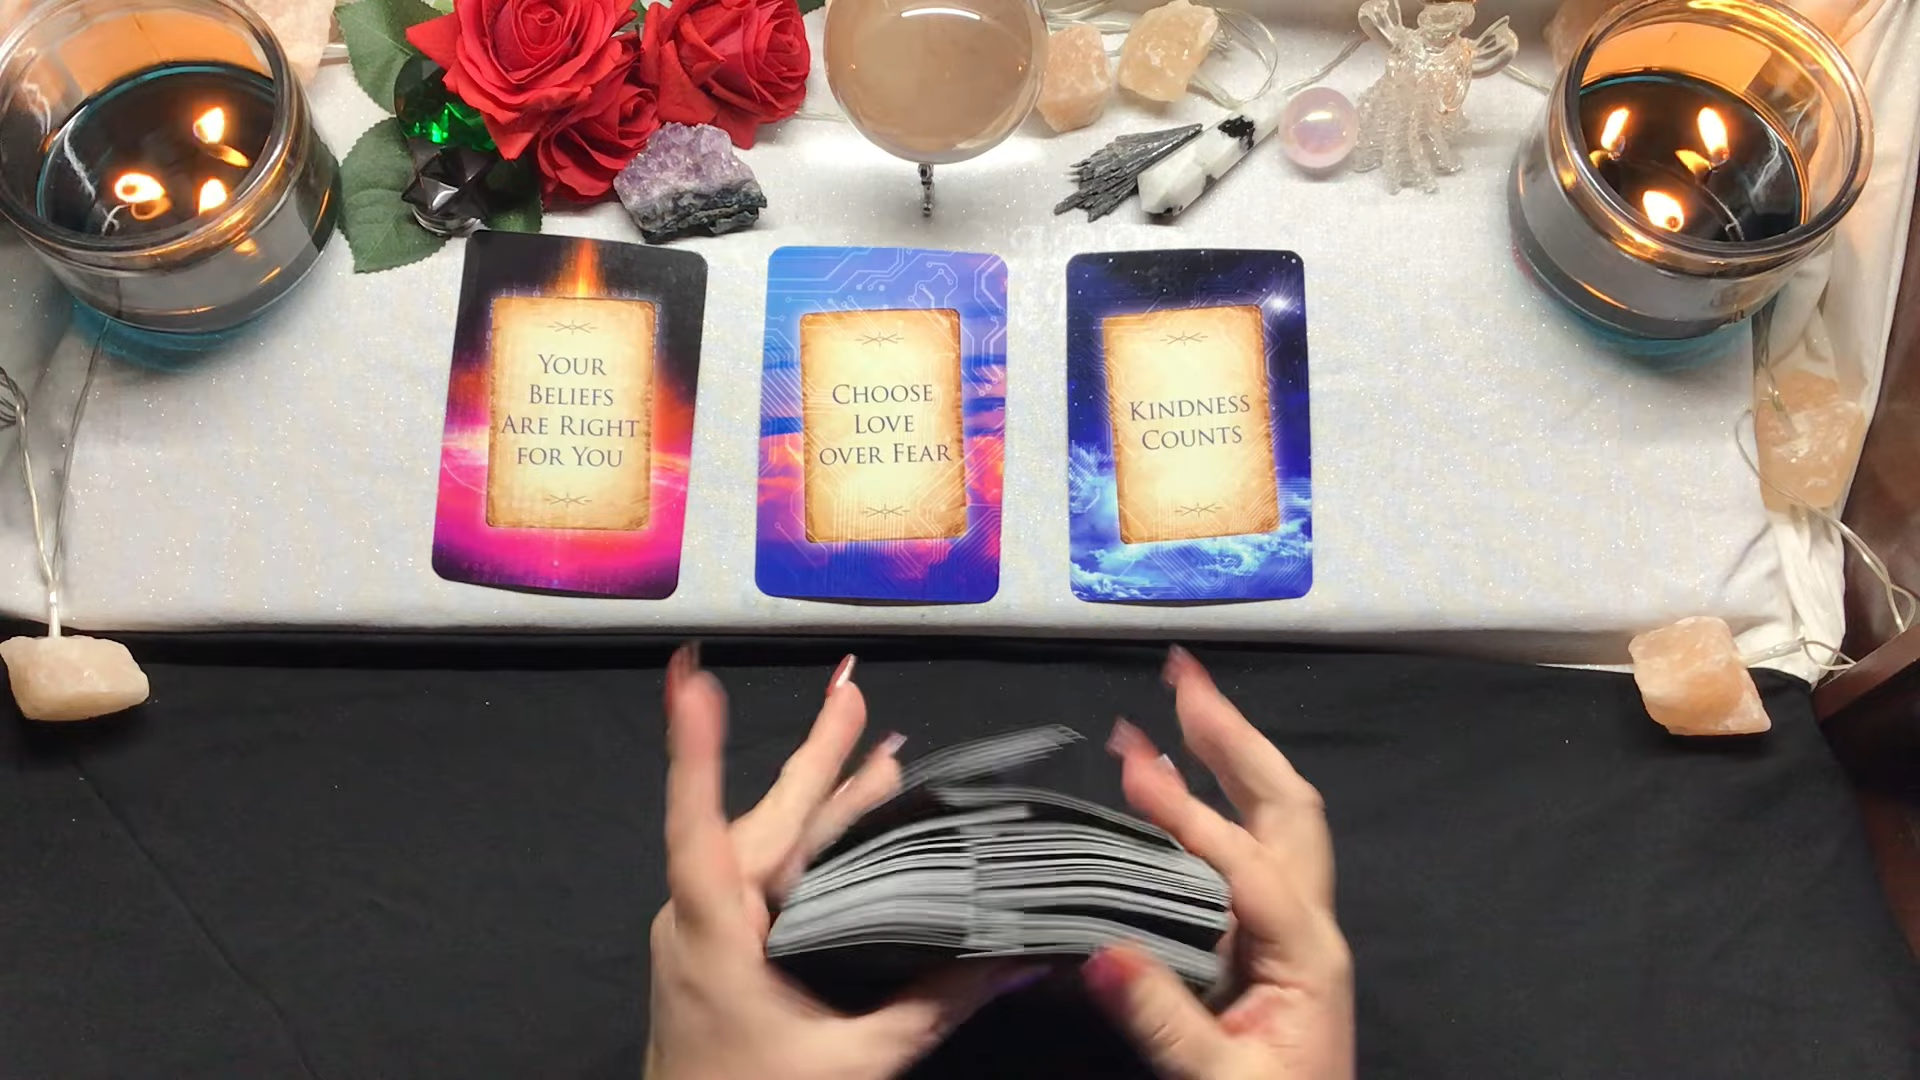 YOUR
BELIEFS
ARE RIGHT
FOR YOU
CHOOSE
LOVE
OVER FEAR
KINDNESS
COUNTS